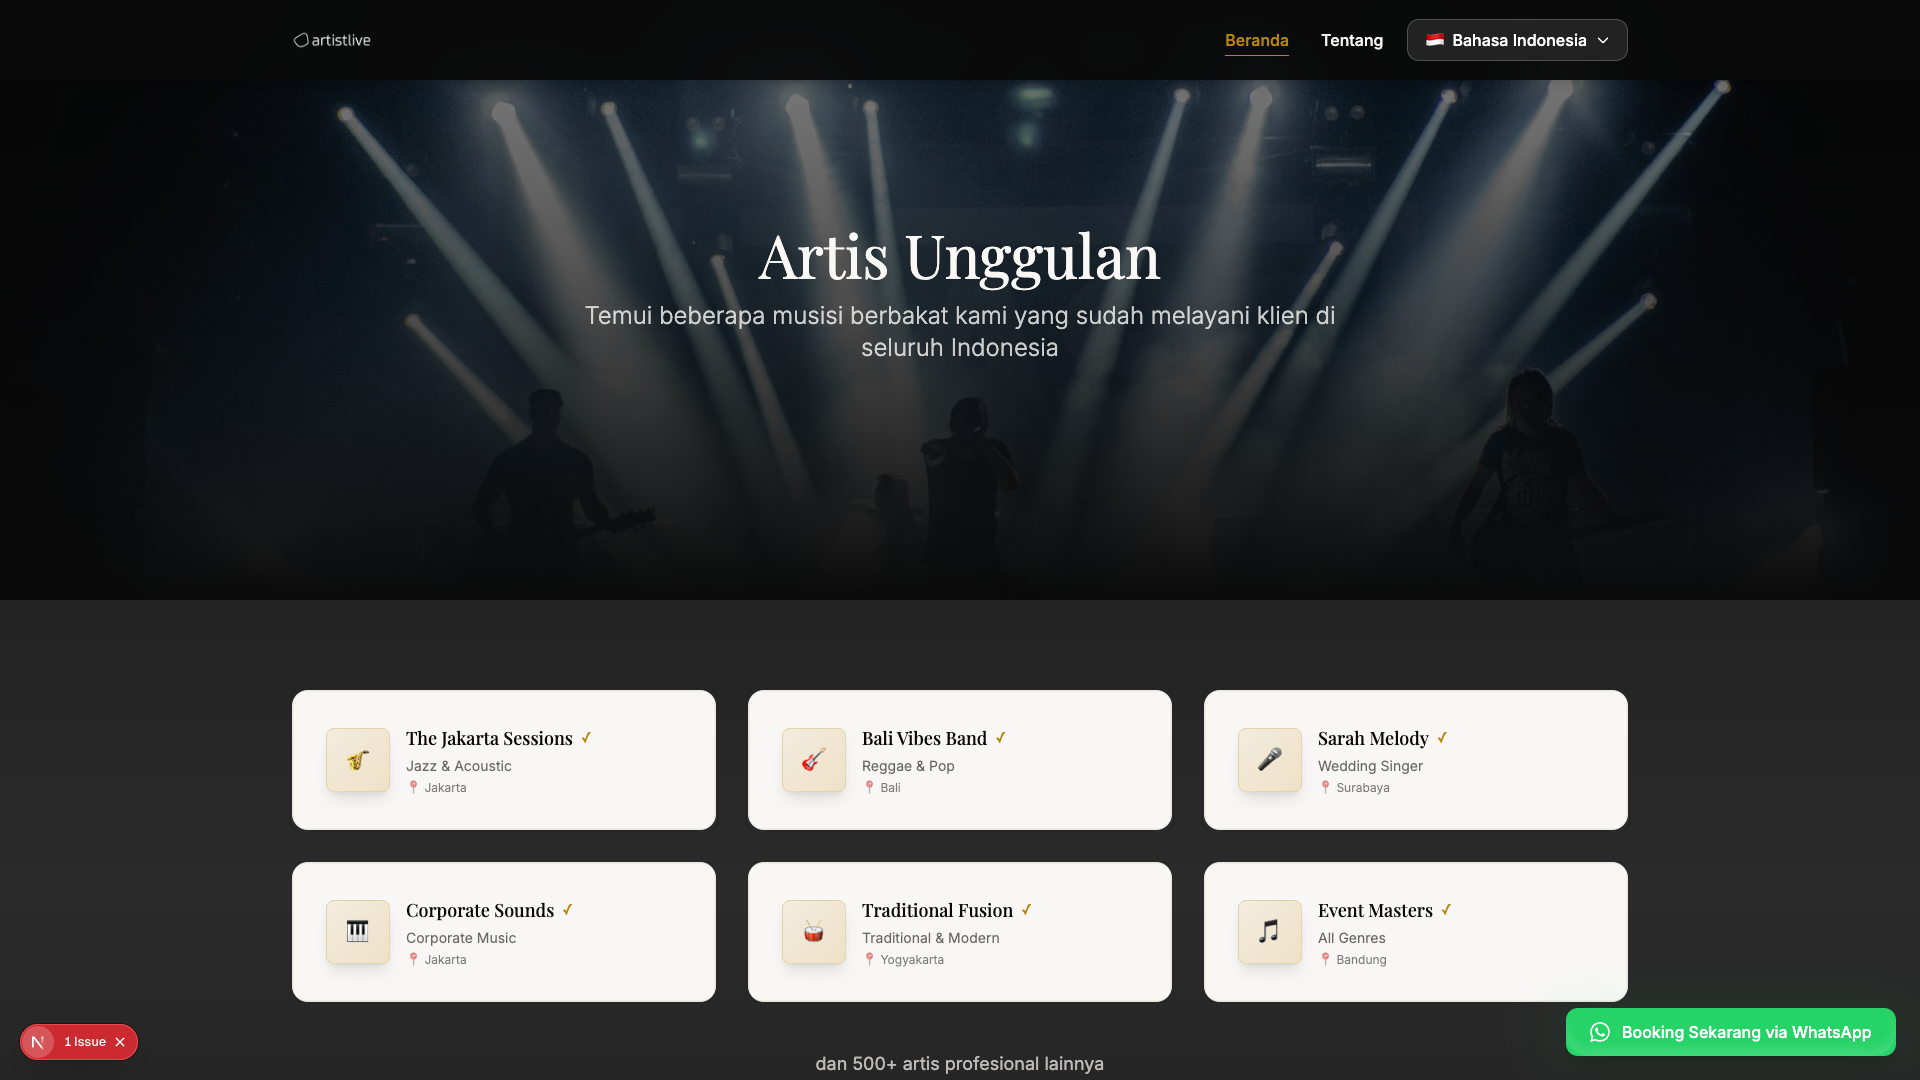 artistlive
Beranda
Tentang
Bahasa Indonesia
Artis Unggulan
Temui beberapa musisi berbakat kami yang sudah melayani klien di
seluruh Indonesia
The Jakarta Sessions ✓
Jazz & Acoustic
📍 Jakarta
Bali Vibes Band ✓
Reggae & Pop
📍 Bali
Sarah Melody ✓
Wedding Singer
📍 Surabaya
Corporate Sounds ✓
Corporate Music
📍 Jakarta
Traditional Fusion ✓
Traditional & Modern
📍 Yogyakarta
Event Masters ✓
All Genres
📍 Bandung
N 1 Issue
Booking Sekarang via WhatsApp
dan 500+ artis profesional lainnya